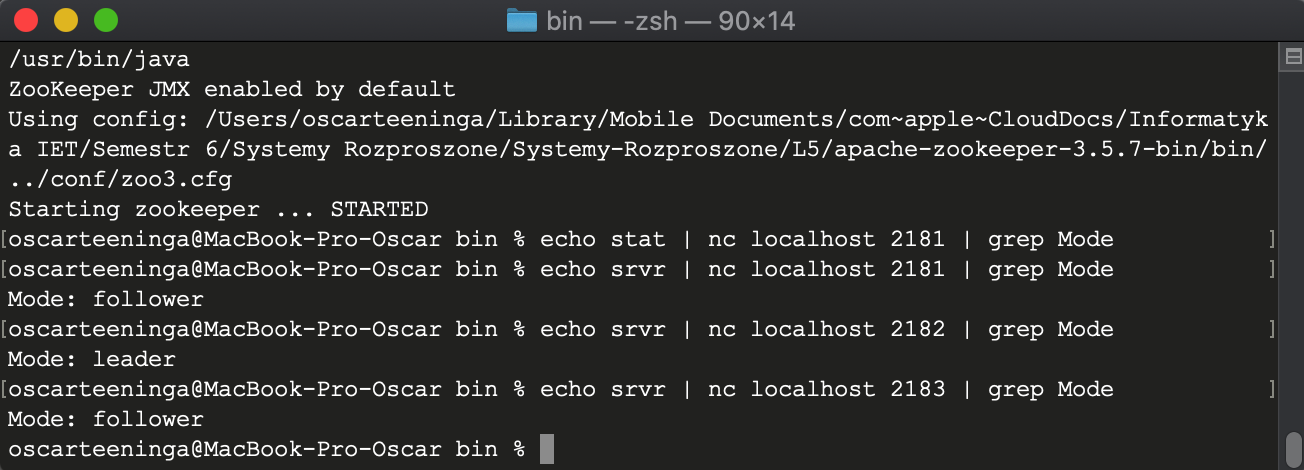 bin — -zsh — 90×14
/usr/bin/java
ZooKeeper JMX enabled by default
Using config: /Users/oscarteeninga/Library/Mobile Documents/com~apple~CloudDocs/Informatyk
a IET/Semestr 6/Systemy Rozproszone/Systemy-Rozproszone/L5/apache-zookeeper-3.5.7-bin/bin/
../conf/zoo3.cfg
Starting zookeeper ... STARTED
[oscarteeninga@MacBook-Pro-Oscar bin % echo stat | nc localhost 2181 | grep Mode ]
[oscarteeninga@MacBook-Pro-Oscar bin % echo srvr | nc localhost 2181 | grep Mode ]
Mode: follower
[oscarteeninga@MacBook-Pro-Oscar bin % echo srvr | nc localhost 2182 | grep Mode ]
Mode: leader
[oscarteeninga@MacBook-Pro-Oscar bin % echo srvr | nc localhost 2183 | grep Mode ]
Mode: follower
oscarteeninga@MacBook-Pro-Oscar bin %